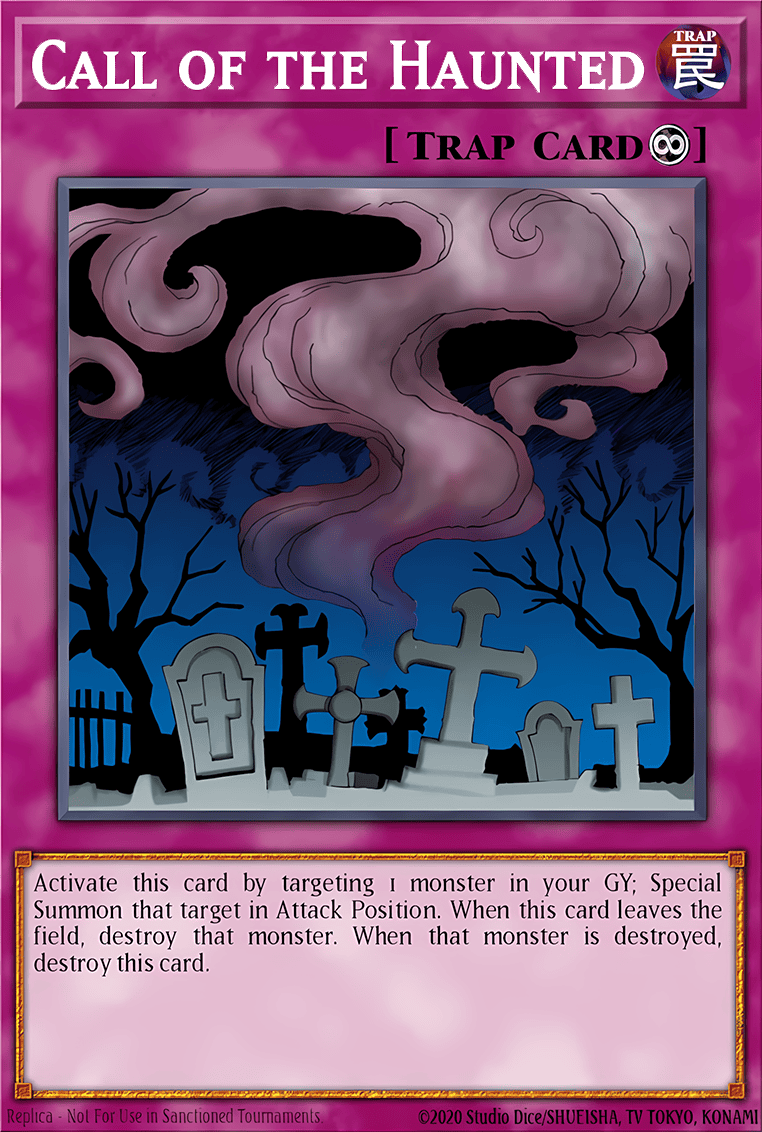 CALL OF THE HAUNTED
TRAP
罠
[TRAP CARD]
Activate this card by targeting 1 monster in your GY; Special
Summon that target in Attack Position. When this card leaves the
field, destroy that monster. When that monster is destroyed,
destroy this card.
Replica - Not For Use in Sanctioned Tournaments.
©2020 Studio Dice/SHUEISHA, TV TOKYO, KONAMI